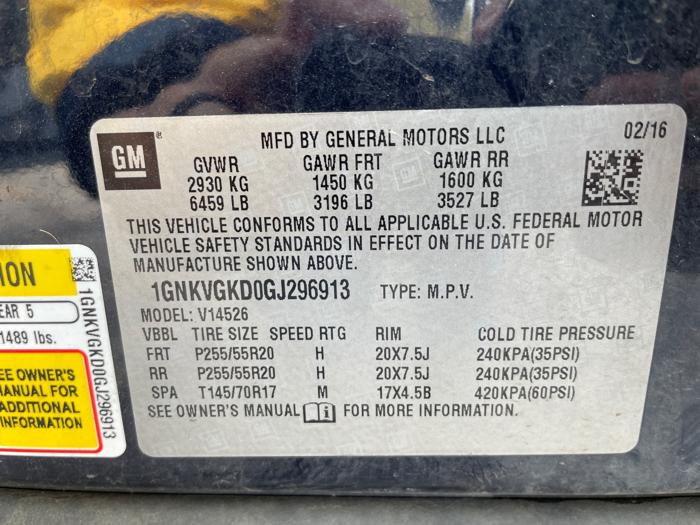 GM
MFD BY GENERAL MOTORS LLC
02/16
GVWR GAWR FRT GAWR RR
2930 KG 1450 KG 1600 KG
6459 LB 3196 LB 3527 LB
THIS VEHICLE CONFORMS TO ALL APPLICABLE U.S. FEDERAL MOTOR
VEHICLE SAFETY STANDARDS IN EFFECT ON THE DATE OF
MANUFACTURE SHOWN ABOVE.
1GNKVGKD0GJ296913 TYPE: M.P.V.
MODEL: V14526
VBBL TIRE SIZE SPEED RTG RIM COLD TIRE PRESSURE
FRT P255/55R20 H 20X7.5J 240KPA(35PSI)
RR P255/55R20 H 20X7.5J 240KPA(35PSI)
SPA T145/70R17 M 17X4.5B 420KPA(60PSI)
SEE OWNER'S MANUAL FOR MORE INFORMATION.
ION
EAR 5
1489 lbs.
EE OWNER'S
ANUAL FOR
ADDITIONAL
INFORMATION
1GNKVGKD0GJ296913